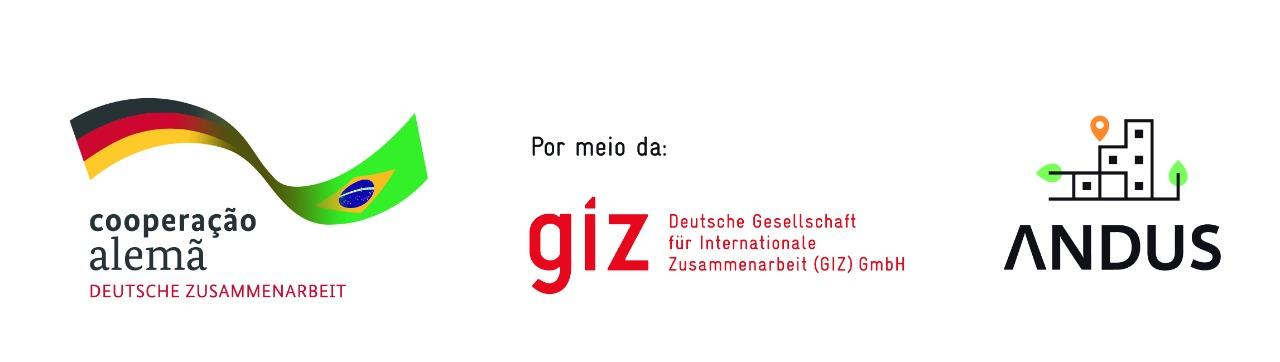 cooperação
alemã
DEUTSCHE ZUSAMMENARBEIT
Por meio da:
giz
Deutsche Gesellschaft
für Internationale
Zusammenarbeit (GIZ) GmbH
ANDUS